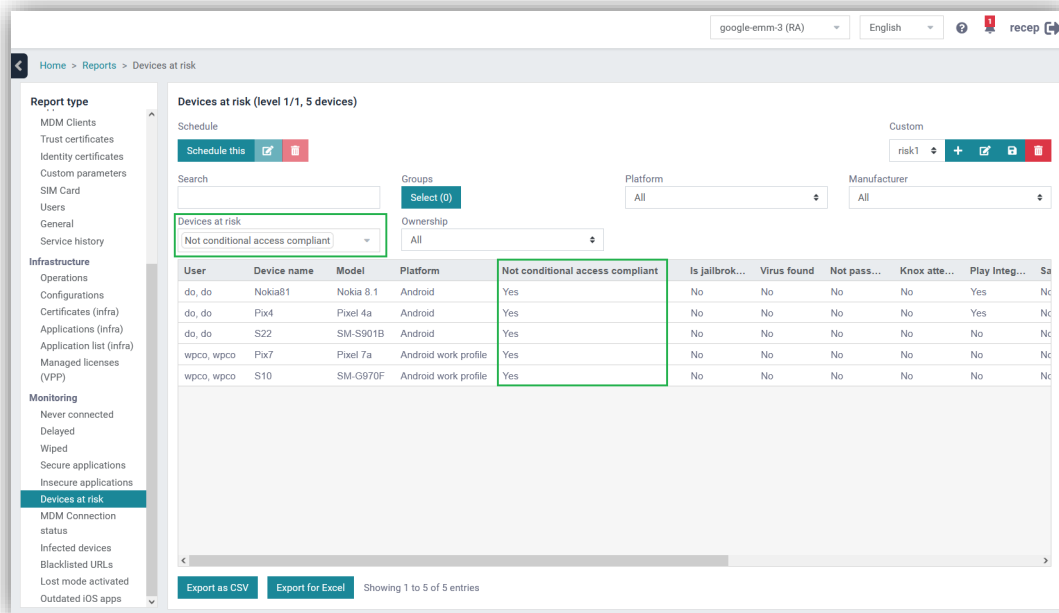 google-emm-3 (RA) English 1 recep
Home > Reports > Devices at risk
Report type
MDM Clients
Trust certificates
Identity certificates
Custom parameters
SIM Card
Users
General
Service history
Infrastructure
Operations
Configurations
Certificates (infra)
Applications (infra)
Application list (infra)
Managed licenses
(VPP)
Monitoring
Never connected
Delayed
Wiped
Secure applications
Insecure applications
Devices at risk
MDM Connection
status
Infected devices
Blacklisted URLs
Lost mode activated
Outdated iOS apps
Devices at risk (level 1/1, 5 devices)
Schedule Custom
Schedule this risk1
Search Groups Platform Manufacturer
Select (0) All All
Devices at risk Ownership
Not conditional access compliant All
User Device name Model Platform Not conditional access compliant Is jailbrok... Virus found Not pass... Knox atte... Play Integ... Sa
do, do Nokia81 Nokia 8.1 Android Yes No No No No Yes No
do, do Pix4 Pixel 4a Android Yes No No No No Yes No
do, do S22 SM-S901B Android Yes No No No No No No
wpco, wpco Pix7 Pixel 7a Android work profile Yes No No No No No No
wpco, wpco S10 SM-G970F Android work profile Yes No No No No No No
Export as CSV Export for Excel Showing 1 to 5 of 5 entries